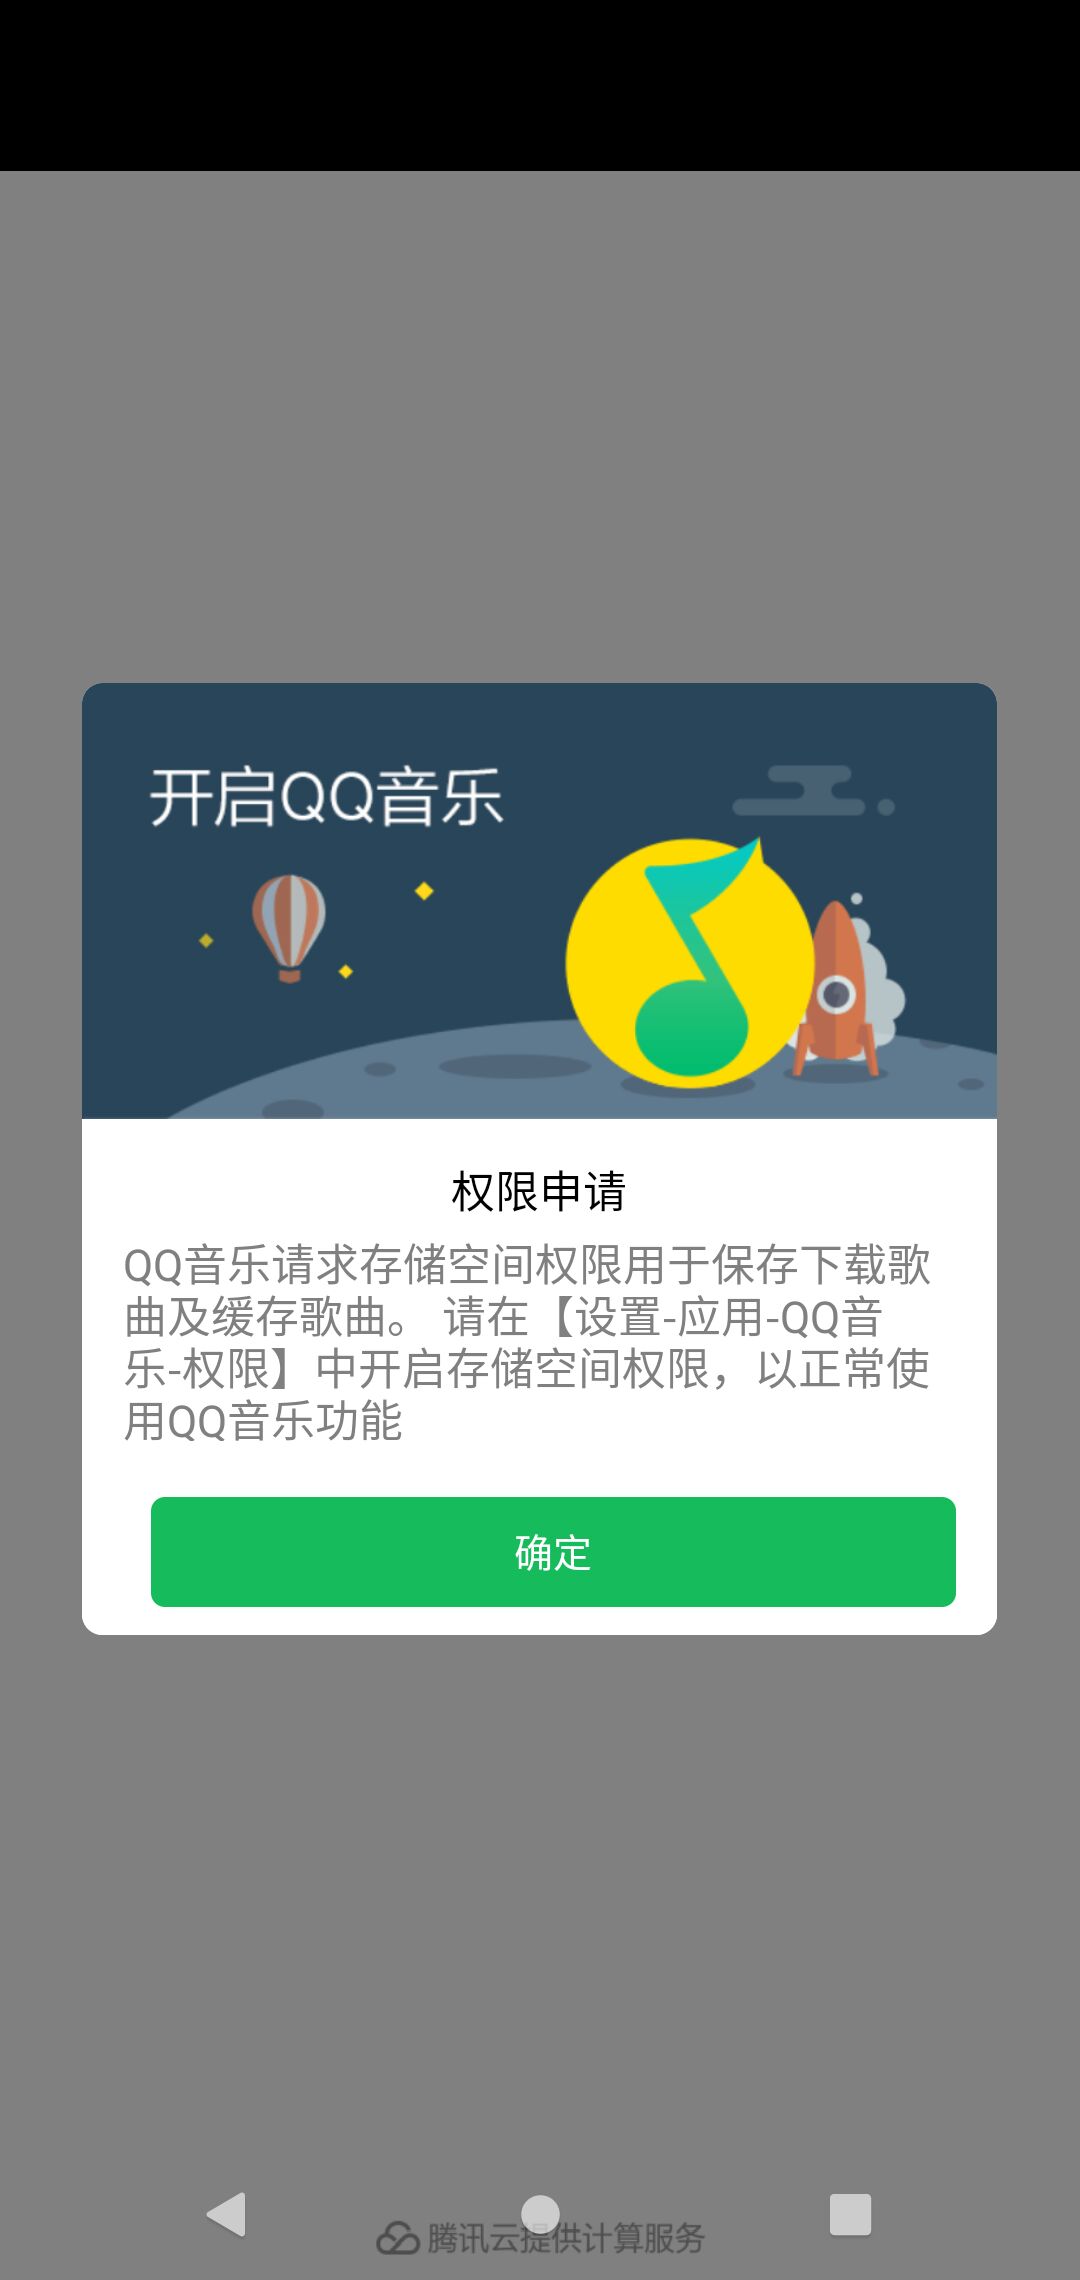 开启QQ音乐
权限申请
QQ音乐请求存储空间权限用于保存下载歌
曲及缓存歌曲。 请在【设置-应用-QQ音
乐-权限】中开启存储空间权限，以正常使
用QQ音乐功能
确定
腾讯云提供计算服务